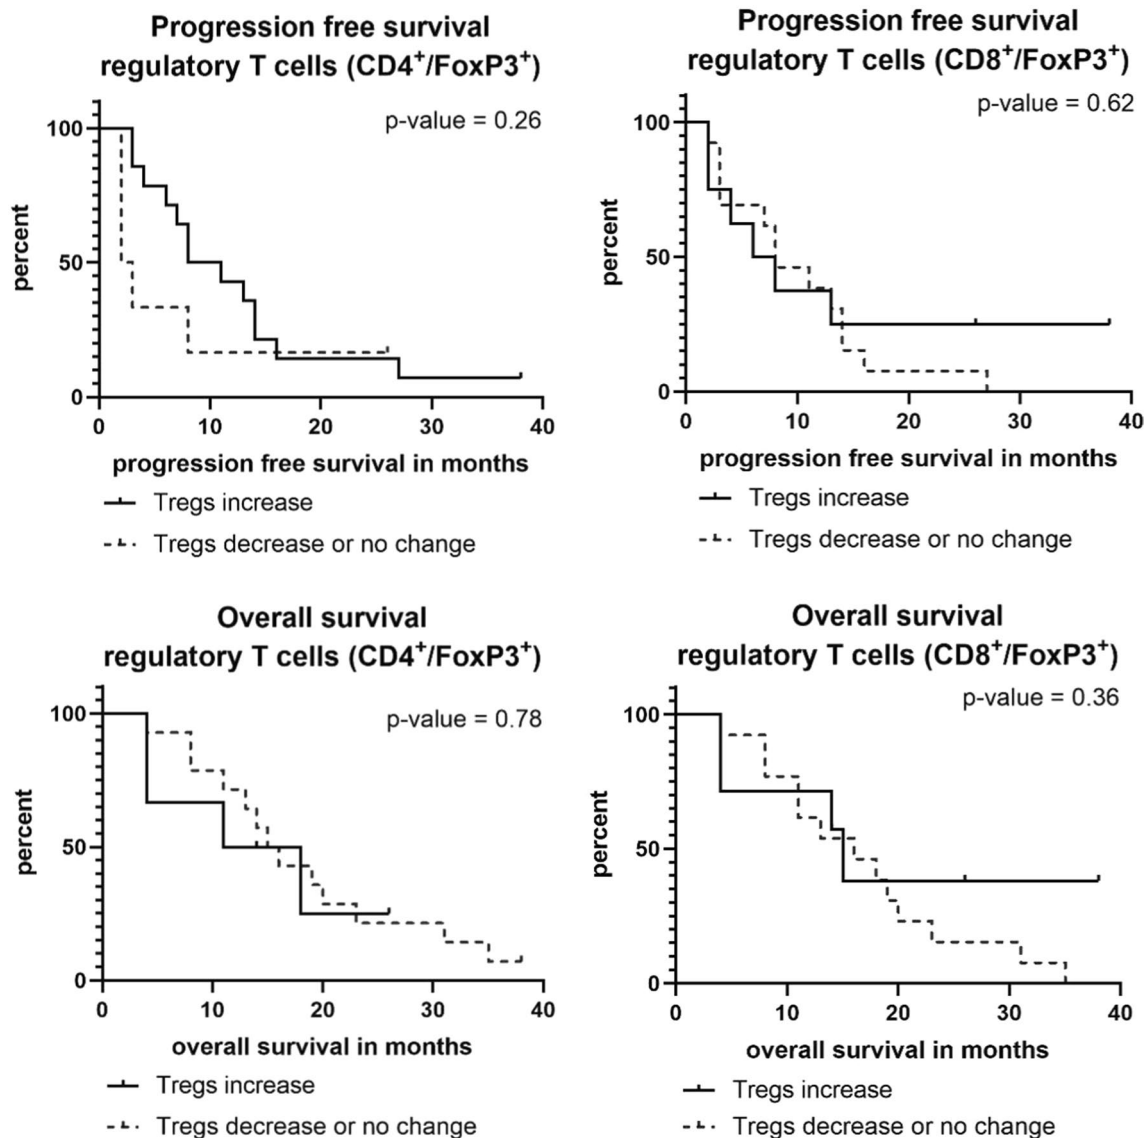 Progression free survival
regulatory T cells (CD4⁺/FoxP3⁺)
p-value = 0.26
100
50
0
percent
0 10 20 30 40
progression free survival in months
Tregs increase
Tregs decrease or no change
Progression free survival
regulatory T cells (CD8⁺/FoxP3⁺)
p-value = 0.62
100
50
0
percent
0 10 20 30 40
progression free survival in months
Tregs increase
Tregs decrease or no change
Overall survival
regulatory T cells (CD4⁺/FoxP3⁺)
p-value = 0.78
100
50
0
percent
0 10 20 30 40
overall survival in months
Tregs increase
Tregs decrease or no change
Overall survival
regulatory T cells (CD8⁺/FoxP3⁺)
p-value = 0.36
100
50
0
percent
0 10 20 30 40
overall survival in months
Tregs increase
Tregs decrease or no change